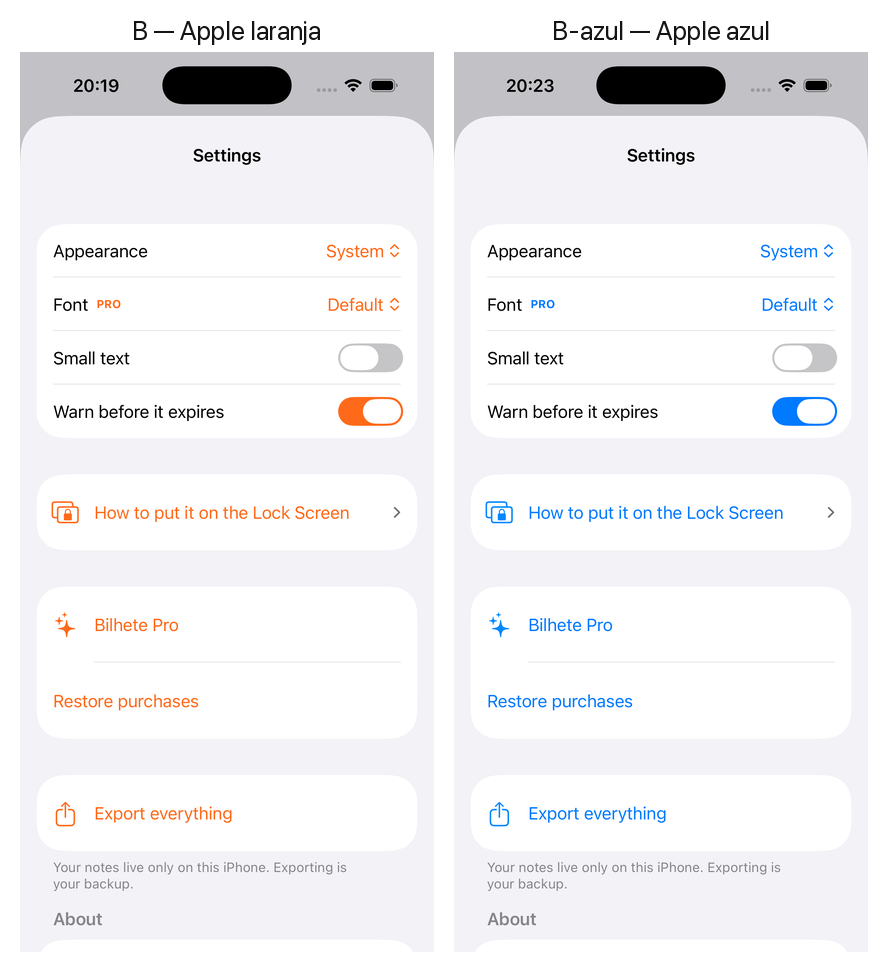 B — Apple laranja
20:19
Settings
Appearance System
Font PRO Default
Small text
Warn before it expires
How to put it on the Lock Screen
Bilhete Pro
Restore purchases
Export everything
Your notes live only on this iPhone. Exporting is
your backup.
About
B-azul — Apple azul
20:23
Settings
Appearance System
Font PRO Default
Small text
Warn before it expires
How to put it on the Lock Screen
Bilhete Pro
Restore purchases
Export everything
Your notes live only on this iPhone. Exporting is
your backup.
About